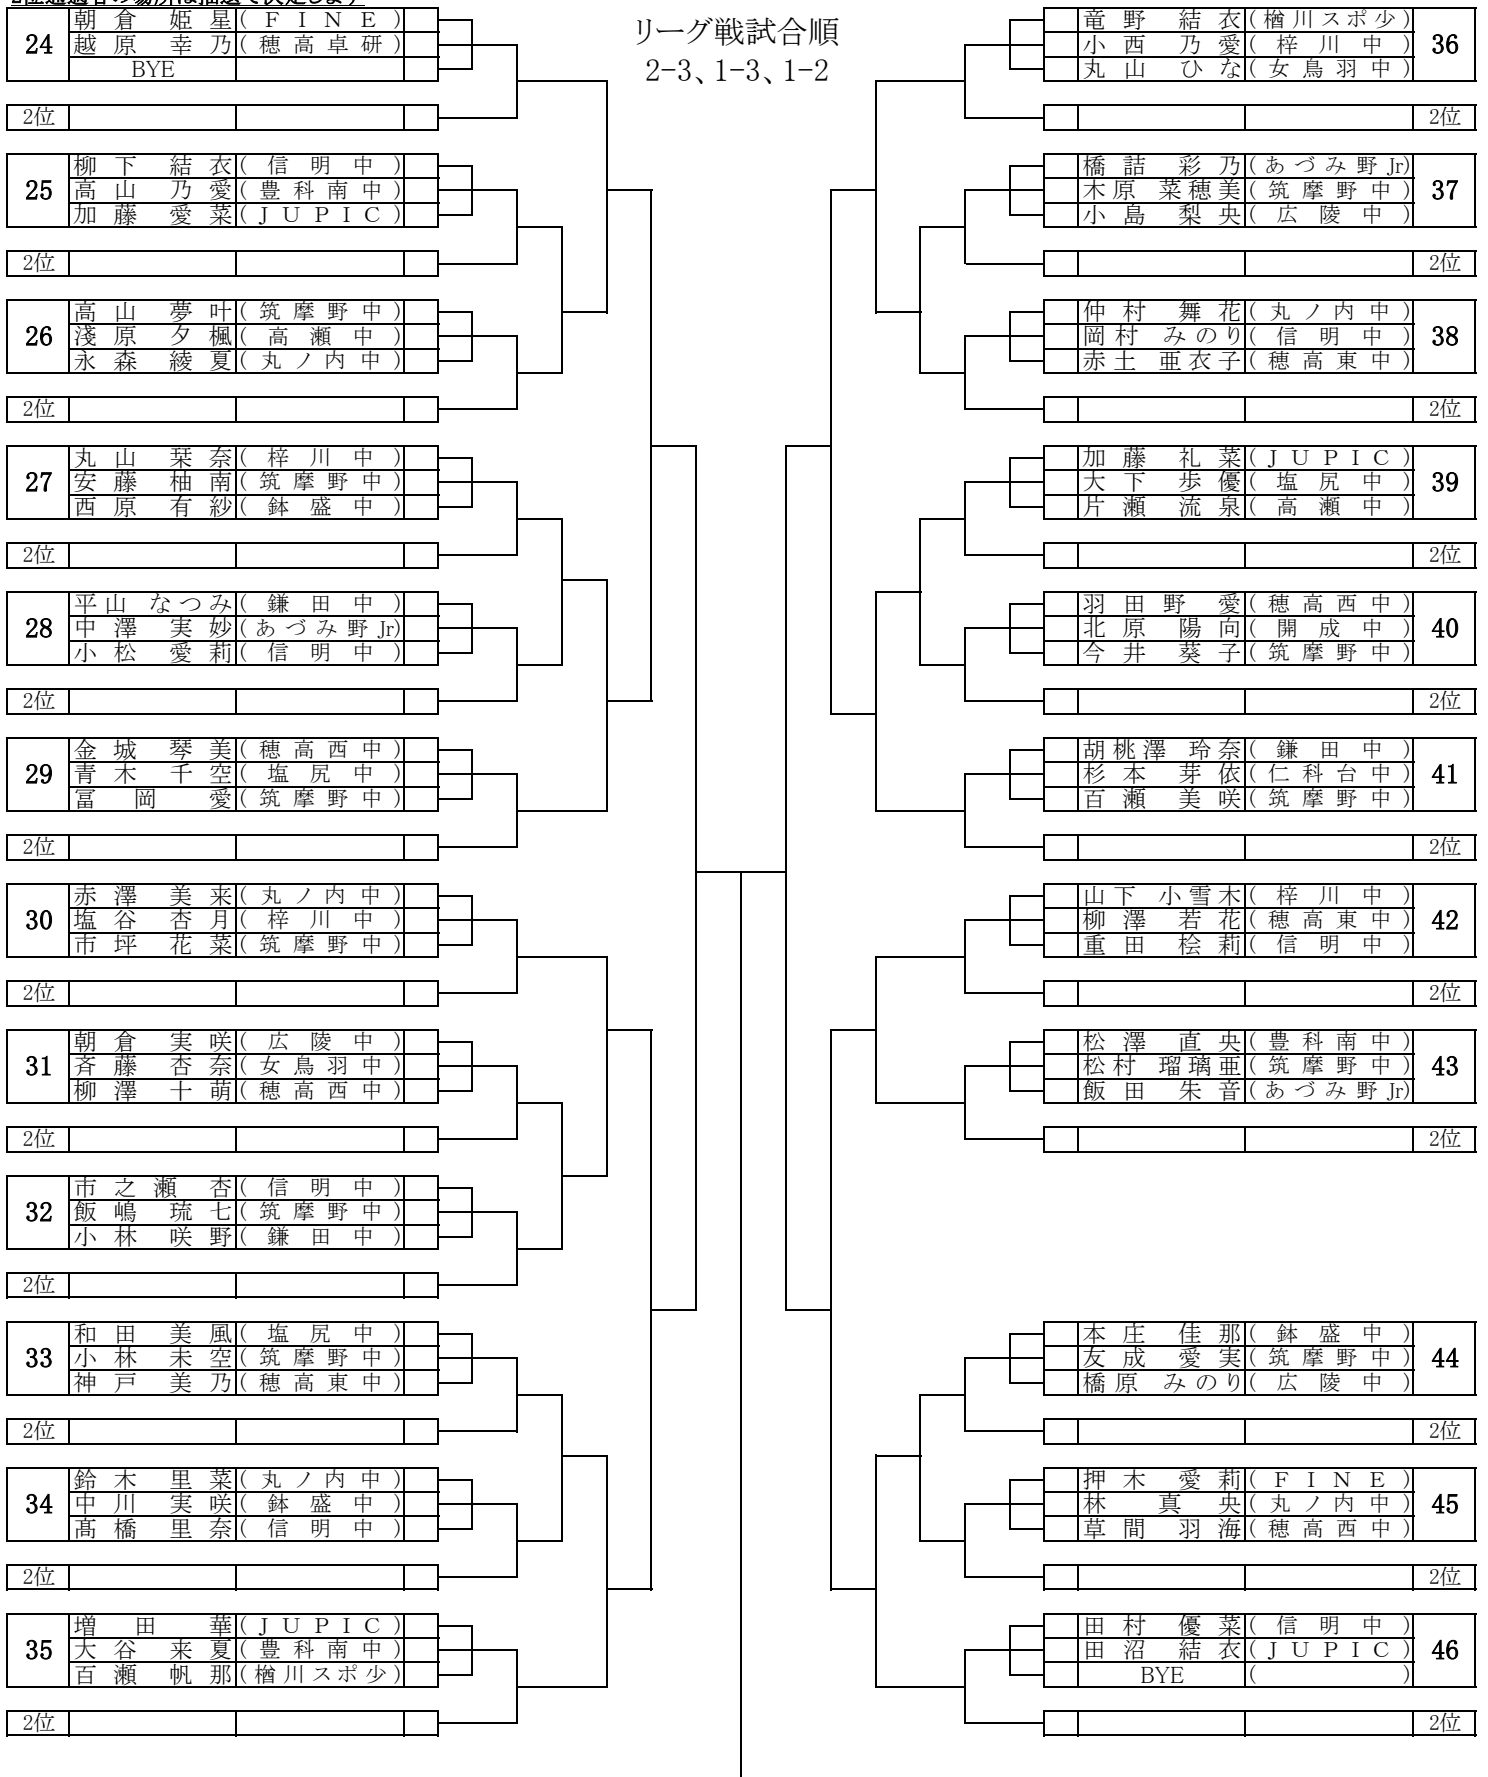 2位通過者の場所は抽選で決定します
リーグ戦試合順
2-3、1-3、1-2
24
朝倉 姫星 (FINE)
越原 幸乃 (穂高卓研)
BYE
2位
25
柳下 結衣 (信明中)
高山 乃愛 (豊科南中)
加藤 愛菜 (JUPIC)
2位
26
高山 夢叶 (筑摩野中)
淺原 夕楓 (高瀬中)
永森 綾夏 (丸ノ内中)
2位
27
丸山 栞奈 (梓川中)
安藤 柚南 (筑摩野中)
西原 有紗 (鉢盛中)
2位
28
平山 なつみ (鎌田中)
中澤 実妙 (あづみ野Jr)
小松 愛莉 (信明中)
2位
29
金城 琴美 (穂高西中)
青木 千空 (塩尻中)
冨岡 愛 (筑摩野中)
2位
30
赤澤 美来 (丸ノ内中)
塩谷 杏月 (梓川中)
市坪 花菜 (筑摩野中)
2位
31
朝倉 実咲 (広陵中)
斉藤 杏奈 (女鳥羽中)
柳澤 十萌 (穂高西中)
2位
32
市之瀬 杏 (信明中)
飯嶋 琉七 (筑摩野中)
小林 咲野 (鎌田中)
2位
33
和田 美風 (塩尻中)
小林 未空 (筑摩野中)
神戸 美乃 (穂高東中)
2位
34
鈴木 里菜 (丸ノ内中)
中川 実咲 (鉢盛中)
髙橋 里奈 (信明中)
2位
35
増田 華 (JUPIC)
大谷 来夏 (豊科南中)
百瀬 帆那 (楢川スポ少)
2位
竜野 結衣 (楢川スポ少)
小西 乃愛 (梓川中)
丸山 ひな (女鳥羽中)
36
2位
橋詰 彩乃 (あづみ野Jr)
木原 菜穂美 (筑摩野中)
小島 梨央 (広陵中)
37
2位
仲村 舞花 (丸ノ内中)
岡村 みのり (信明中)
赤土 亜衣子 (穂高東中)
38
2位
加藤 礼菜 (JUPIC)
大下 歩優 (塩尻中)
片瀬 流泉 (高瀬中)
39
2位
羽田野 愛 (穂高西中)
北原 陽向 (開成中)
今井 葵子 (筑摩野中)
40
2位
胡桃澤 玲奈 (鎌田中)
杉本 芽依 (仁科台中)
百瀬 美咲 (筑摩野中)
41
2位
山下 小雪木 (梓川中)
柳澤 若花 (穂高東中)
重田 桧莉 (信明中)
42
2位
松澤 直央 (豊科南中)
松村 瑠璃亜 (筑摩野中)
飯田 朱音 (あづみ野Jr)
43
2位
本庄 佳那 (鉢盛中)
友成 愛実 (筑摩野中)
橋原 みのり (広陵中)
44
2位
押木 愛莉 (FINE)
林 真央 (丸ノ内中)
草間 羽海 (穂高西中)
45
2位
田村 優菜 (信明中)
田沼 結衣 (JUPIC)
BYE ( )
46
2位